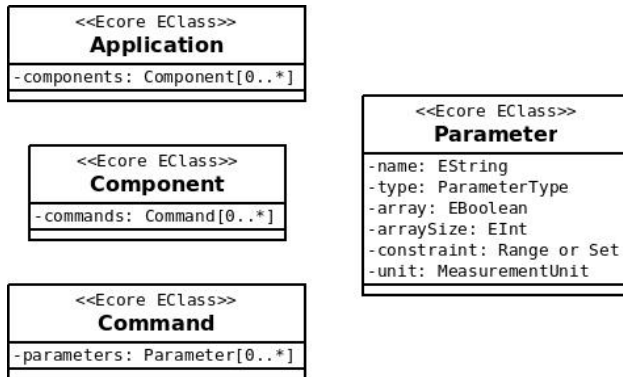 <<Ecore EClass>>
Application
-components: Component[0..*]
<<Ecore EClass>>
Component
-commands: Command[0..*]
<<Ecore EClass>>
Command
-parameters: Parameter[0..*]
<<Ecore EClass>>
Parameter
-name: EString
-type: ParameterType
-array: EBoolean
-arraySize: EInt
-constraint: Range or Set
-unit: MeasurementUnit